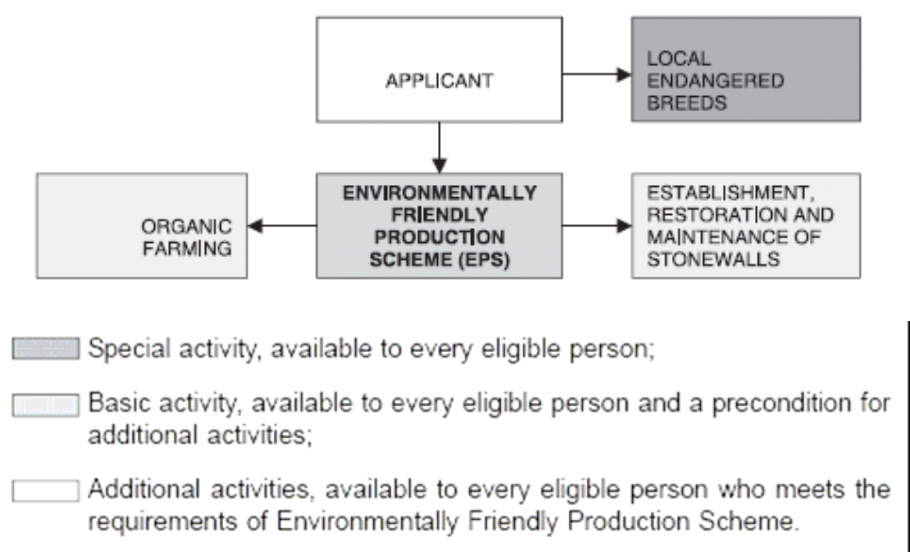 APPLICANT
LOCAL
ENDANGERED
BREEDS
ORGANIC
FARMING
ENVIRONMENTALLY
FRIENDLY
PRODUCTION
SCHEME (EPS)
ESTABLISHMENT,
RESTORATION AND
MAINTENANCE OF
STONEWALLS
Special activity, available to every eligible person;
Basic activity, available to every eligible person and a precondition for
additional activities;
Additional activities, available to every eligible person who meets the
requirements of Environmentally Friendly Production Scheme.